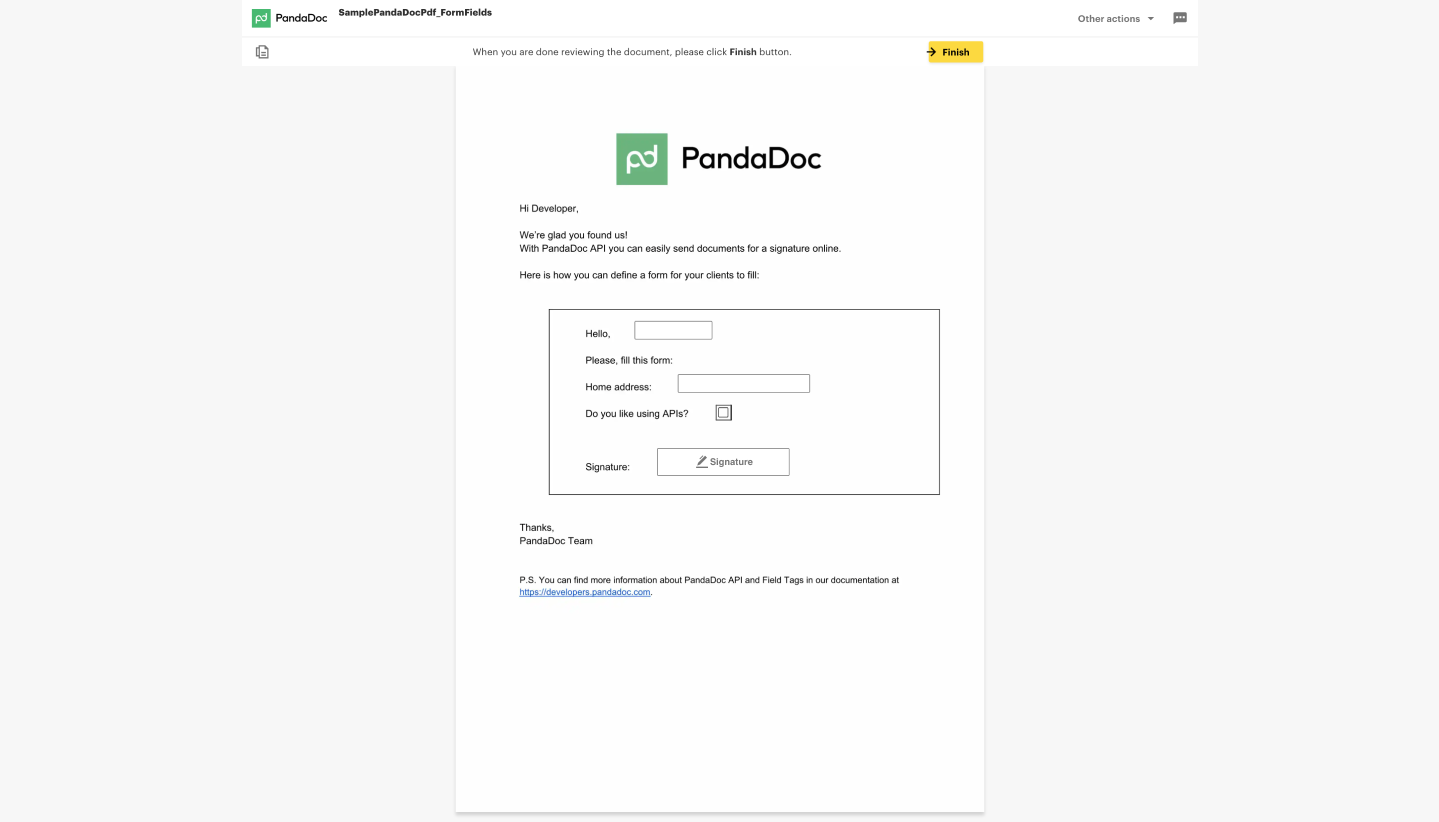 pd PandaDoc
SamplePandaDocPdf_FormFields
Other actions
When you are done reviewing the document, please click Finish button.
Finish
pd PandaDoc
Hi Developer,
We're glad you found us!
With PandaDoc API you can easily send documents for a signature online.
Here is how you can define a form for your clients to fill:
Hello,
Please, fill this form:
Home address:
Do you like using APIs?
Signature:
Signature
Thanks,
PandaDoc Team
P.S. You can find more information about PandaDoc API and Field Tags in our documentation at
https://developers.pandadoc.com.